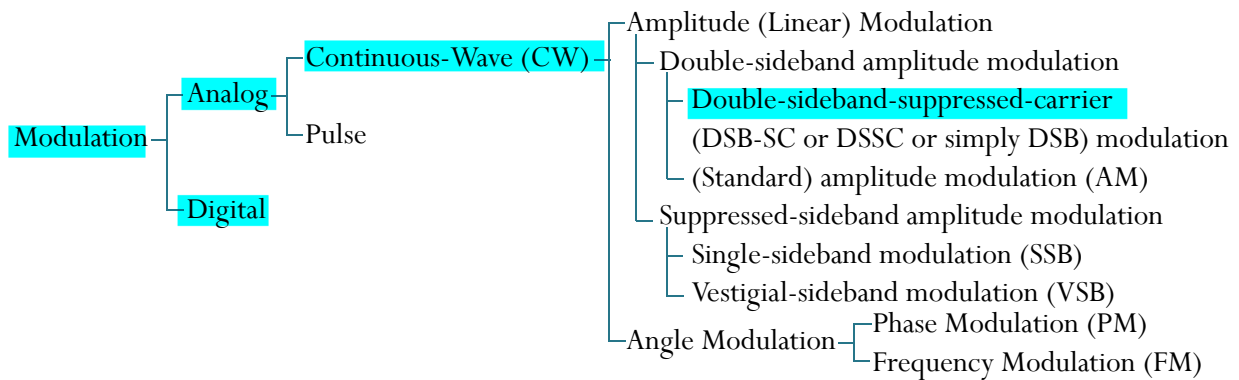 Modulation
Analog
Digital
Continuous-Wave (CW)
Pulse
Amplitude (Linear) Modulation
Double-sideband amplitude modulation
Double-sideband-suppressed-carrier
(DSB-SC or DSSC or simply DSB) modulation
(Standard) amplitude modulation (AM)
Suppressed-sideband amplitude modulation
Single-sideband modulation (SSB)
Vestigial-sideband modulation (VSB)
Angle Modulation
Phase Modulation (PM)
Frequency Modulation (FM)